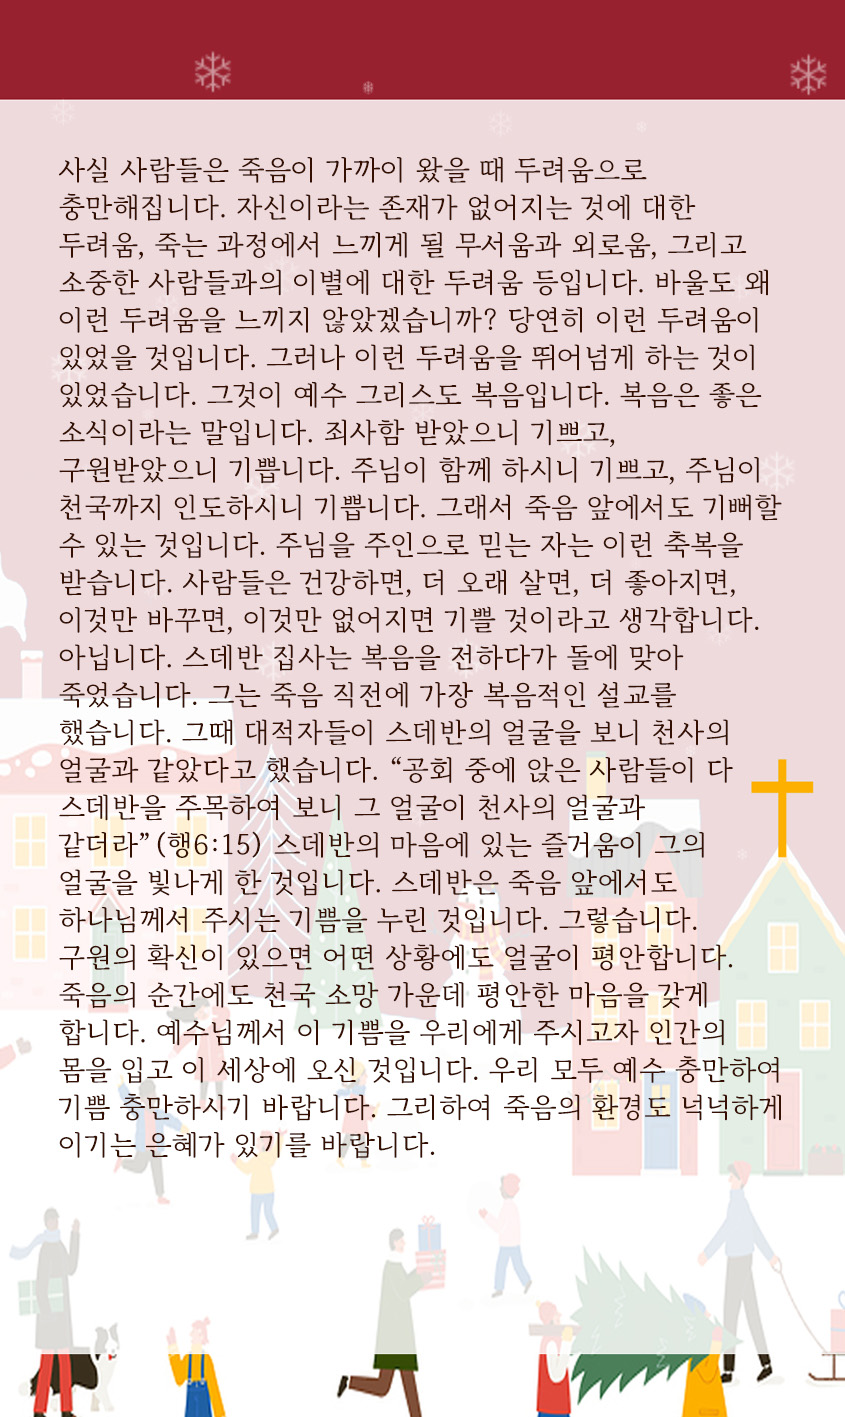 사실 사람들은 죽음이 가까이 왔을 때 두려움으로
충만해집니다. 자신이라는 존재가 없어지는 것에 대한
두려움, 죽는 과정에서 느끼게 될 무서움과 외로움, 그리고
소중한 사람들과의 이별에 대한 두려움 등입니다. 바울도 왜
이런 두려움을 느끼지 않았겠습니까? 당연히 이런 두려움이
있었을 것입니다. 그러나 이런 두려움을 뛰어넘게 하는 것이
있었습니다. 그것이 예수 그리스도 복음입니다. 복음은 좋은
소식이라는 말입니다. 죄사함 받았으니 기쁘고,
구원받았으니 기쁩니다. 주님이 함께 하시니 기쁘고, 주님이
천국까지 인도하시니 기쁩니다. 그래서 죽음 앞에서도 기뻐할
수 있는 것입니다. 주님을 주인으로 믿는 자는 이런 축복을
받습니다. 사람들은 건강하면, 더 오래 살면, 더 좋아지면,
이것만 바꾸면, 이것만 없어지면 기쁠 것이라고 생각합니다.
아닙니다. 스데반 집사는 복음을 전하다가 돌에 맞아
죽었습니다. 그는 죽음 직전에 가장 복음적인 설교를
했습니다. 그때 대적자들이 스데반의 얼굴을 보니 천사의
얼굴과 같았다고 했습니다. “공회 중에 앉은 사람들이 다
스데반을 주목하여 보니 그 얼굴이 천사의 얼굴과
같더라” (행6:15) 스데반의 마음에 있는 즐거움이 그의
얼굴을 빛나게 한 것입니다. 스데반은 죽음 앞에서도
하나님께서 주시는 기쁨을 누린 것입니다. 그렇습니다.
구원의 확신이 있으면 어떤 상황에도 얼굴이 평안합니다.
죽음의 순간에도 천국 소망 가운데 평안한 마음을 갖게
합니다. 예수님께서 이 기쁨을 우리에게 주시고자 인간의
몸을 입고 이 세상에 오신 것입니다. 우리 모두 예수 충만하여
기쁨 충만하시기 바랍니다. 그리하여 죽음의 환경도 넉넉하게
이기는 은혜가 있기를 바랍니다.